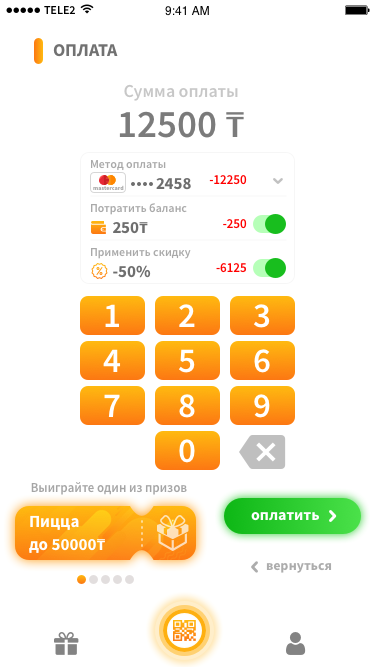 TELE2 9:41 AM
ОПЛАТА
Сумма оплаты
12500 ₸
Метод оплаты
mastercard •••• 2458 -12250
Потратить баланс
250₸ -250
Применить скидку
-50% -6125
1 2 3
4 5 6
7 8 9
0
Выиграйте один из призов
Пицца
до 50000₸
оплатить
вернуться